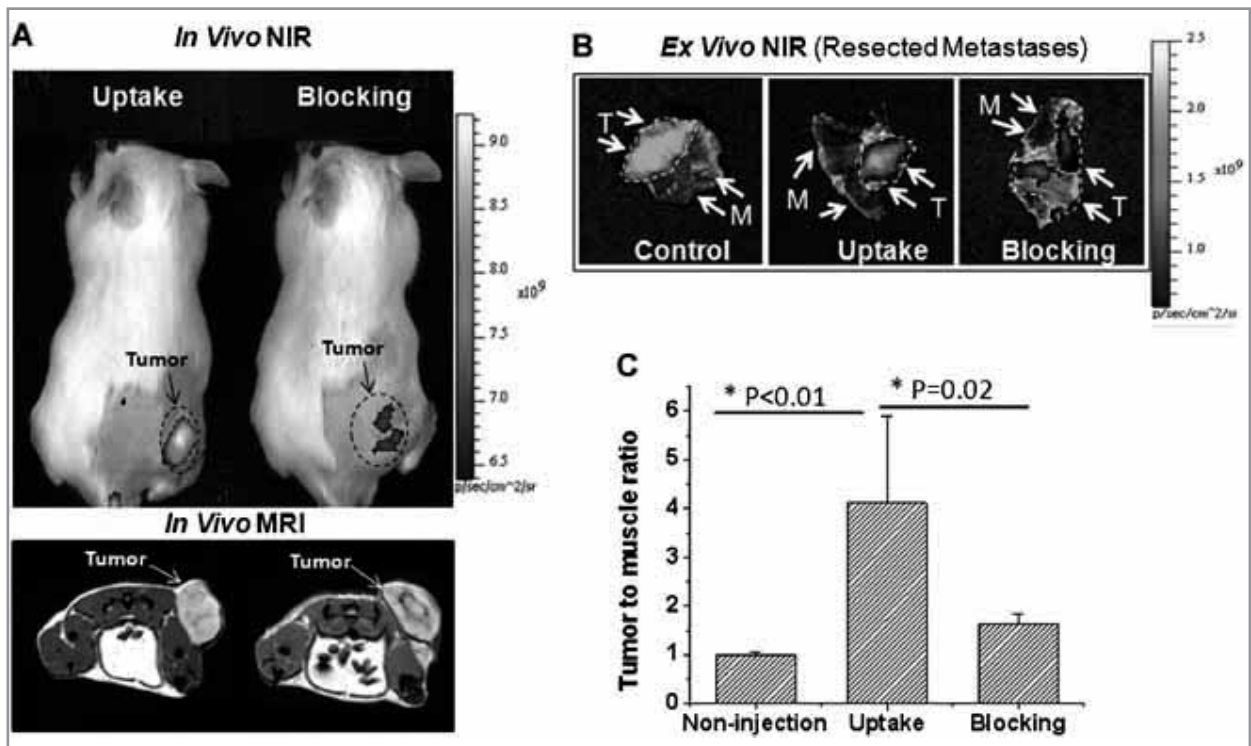 A
In Vivo NIR
Uptake
Blocking
Tumor
Tumor
9.0
8.5
8.0
x10^9
7.5
7.0
6.5
p/sec/cm^2/sr
In Vivo MRI
Tumor
Tumor
B
Ex Vivo NIR (Resected Metastases)
T
M
Control
M
T
Uptake
M
T
Blocking
2.5
2.0
1.5
x10^9
1.0
p/sec/cm^2/sr
C
* P<0.01
* P=0.02
Tumor to muscle ratio
6
5
4
4
2
1
0
Non-injection
Uptake
Blocking